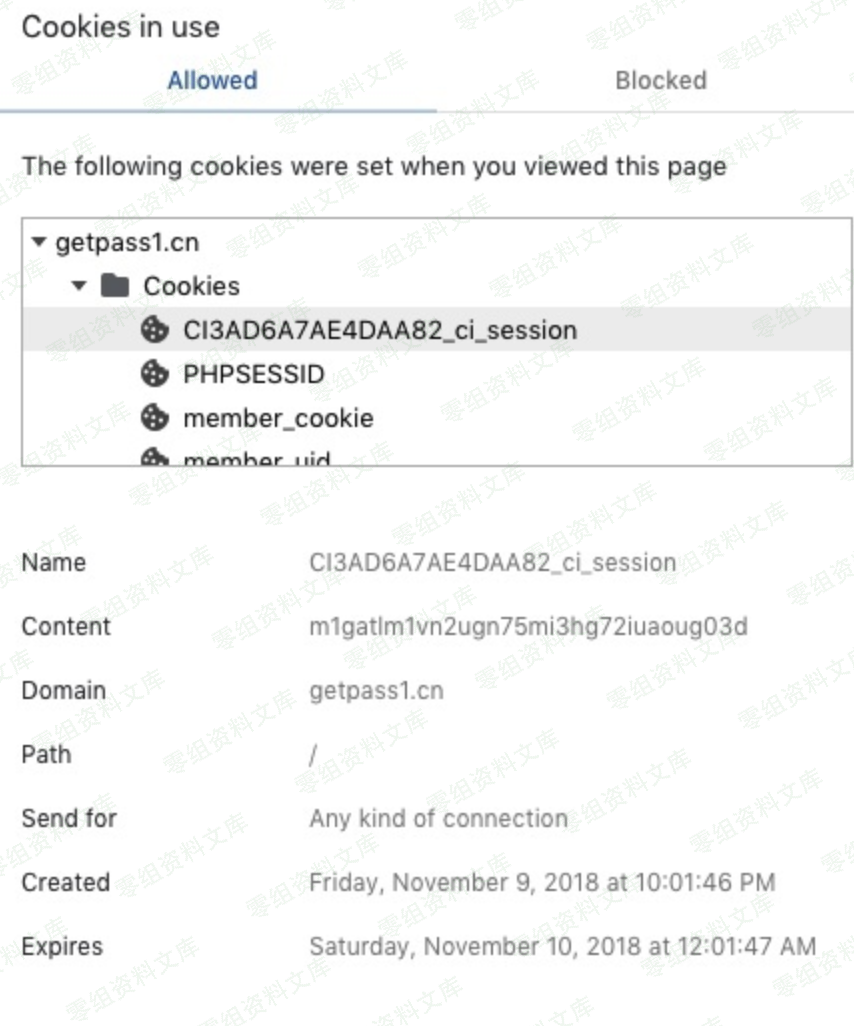 Cookies in use
Allowed Blocked
The following cookies were set when you viewed this page
getpass1.cn
Cookies
CI3AD6A7AE4DAA82_ci_session
PHPSESSID
member_cookie
member_uid
Name CI3AD6A7AE4DAA82_ci_session
Content m1gatlm1vn2ugn75mi3hg72iuaoug03d
Domain getpass1.cn
Path /
Send for Any kind of connection
Created Friday, November 9, 2018 at 10:01:46 PM
Expires Saturday, November 10, 2018 at 12:01:47 AM
零组资料文库